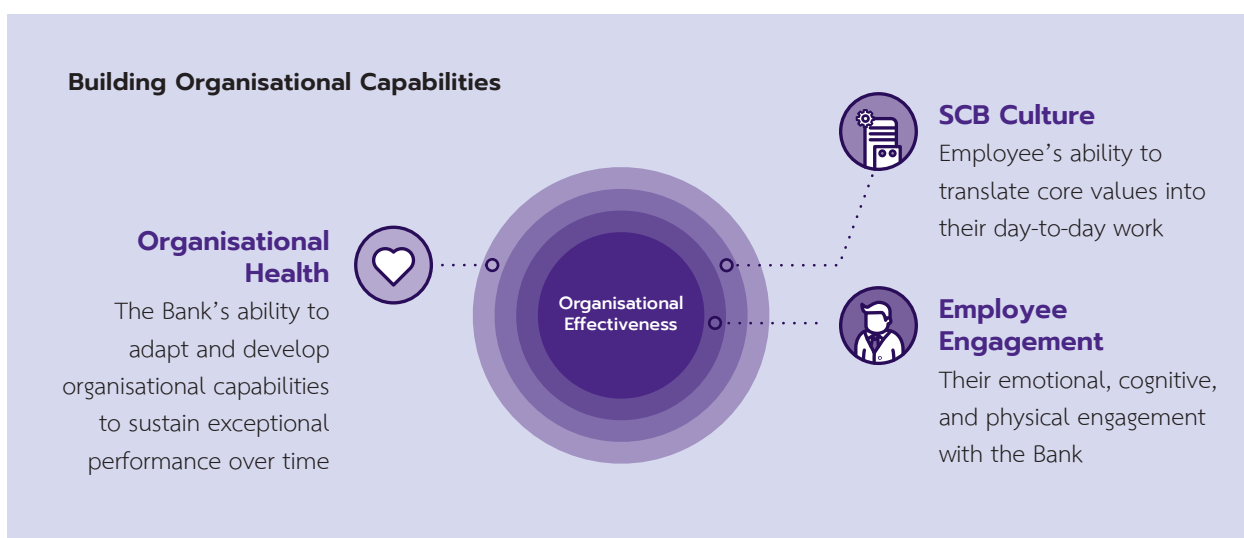 Building Organisational Capabilities
Organisational
Health
The Bank's ability to
adapt and develop
organisational capabilities
to sustain exceptional
performance over time
Organisational
Effectiveness
SCB Culture
Employee's ability to
translate core values into
their day-to-day work
Employee
Engagement
Their emotional, cognitive,
and physical engagement
with the Bank